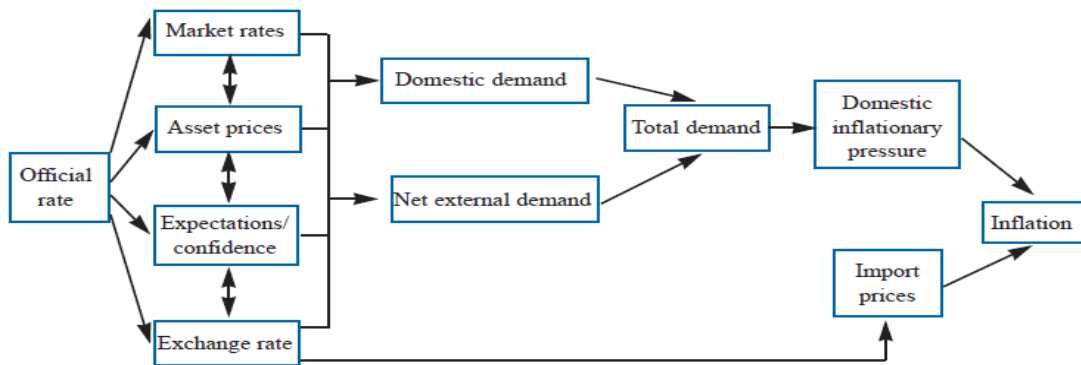 Market rates
Asset prices
Official
rate
Expectations/
confidence
Exchange rate
Domestic demand
Net external demand
Total demand
Domestic
inflationary
pressure
Import
prices
Inflation